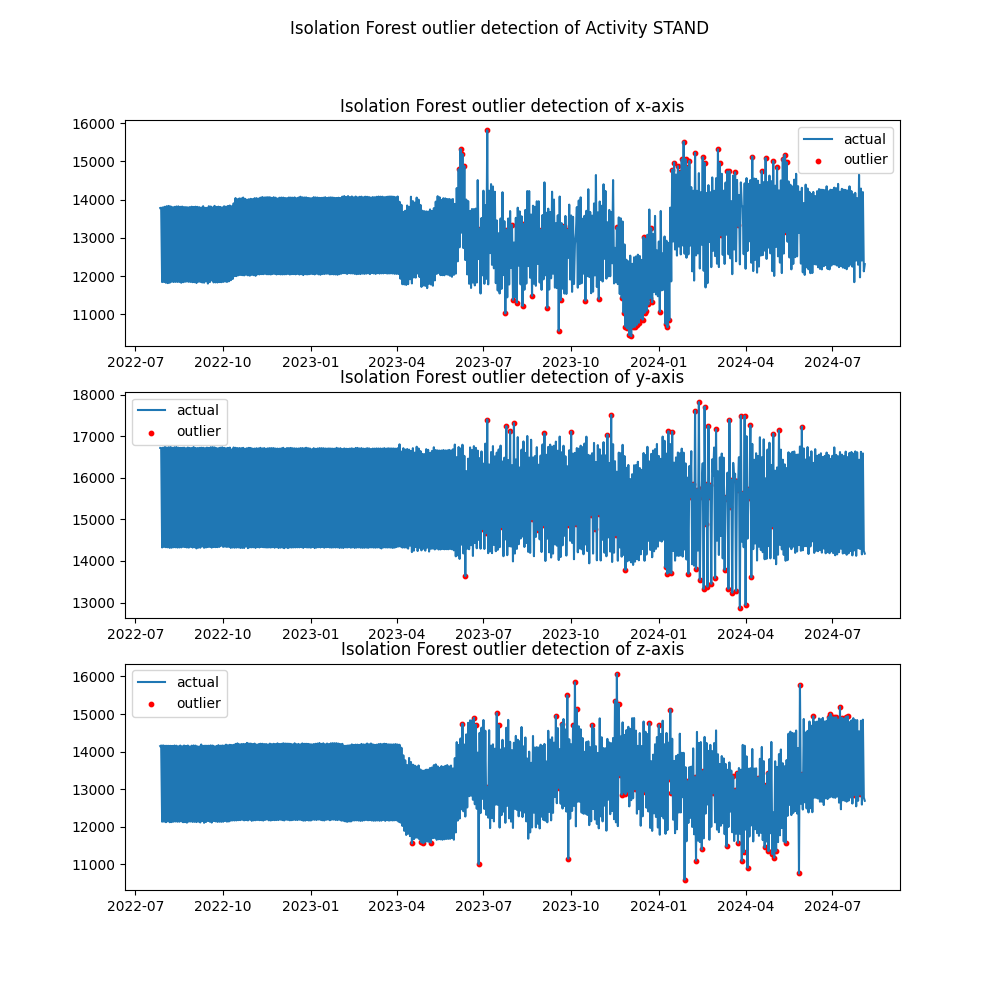 Isolation Forest outlier detection of Activity STAND
Isolation Forest outlier detection of x-axis
16000
15000
14000
13000
12000
11000
actual
outlier
2022-07 2022-10 2023-01 2023-04 2023-07 2023-10 2024-01 2024-04 2024-07
Isolation Forest outlier detection of y-axis
18000
17000
16000
15000
14000
13000
actual
outlier
2022-07 2022-10 2023-01 2023-04 2023-07 2023-10 2024-01 2024-04 2024-07
Isolation Forest outlier detection of z-axis
16000
15000
14000
13000
12000
11000
actual
outlier
2022-07 2022-10 2023-01 2023-04 2023-07 2023-10 2024-01 2024-04 2024-07